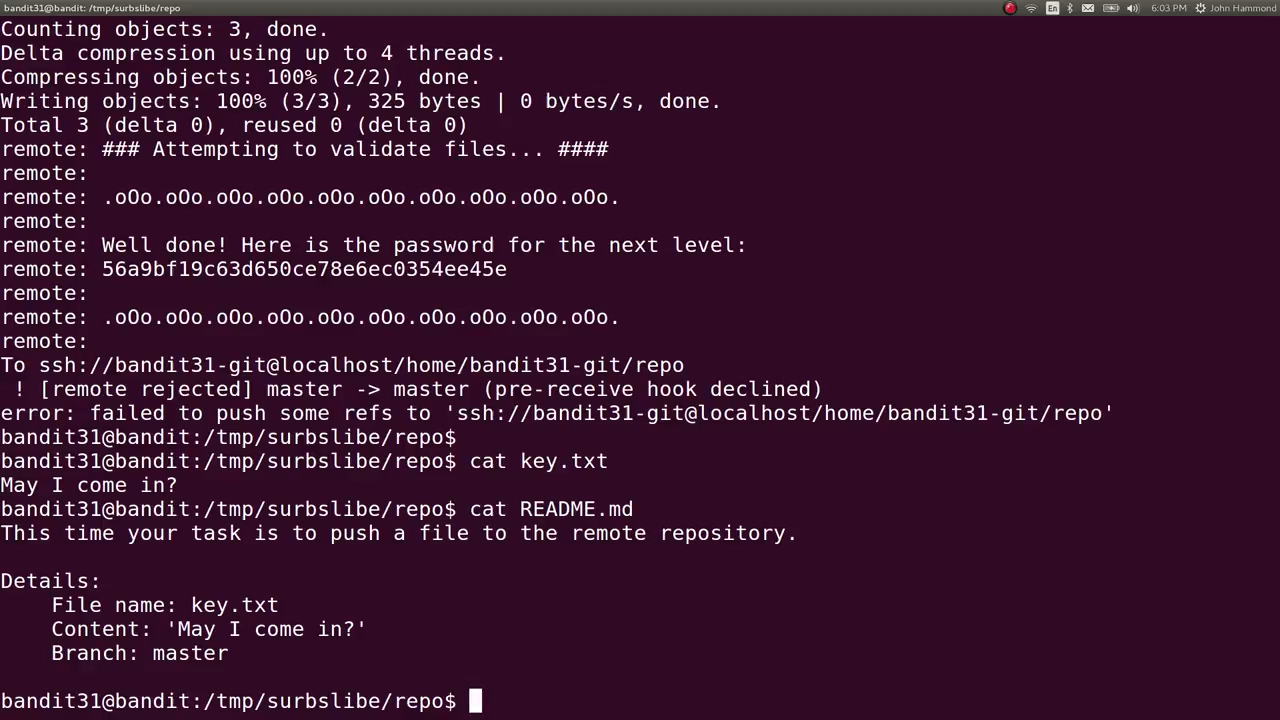 bandit31@bandit: /tmp/surbslibe/repo En 6:03 PM John Hammond
Counting objects: 3, done.
Delta compression using up to 4 threads.
Compressing objects: 100% (2/2), done.
Writing objects: 100% (3/3), 325 bytes | 0 bytes/s, done.
Total 3 (delta 0), reused 0 (delta 0)
remote: ### Attempting to validate files... ####
remote:
remote: .oOo.oOo.oOo.oOo.oOo.oOo.oOo.oOo.oOo.oOo.
remote:
remote: Well done! Here is the password for the next level:
remote: 56a9bf19c63d650ce78e6ec0354ee45e
remote:
remote: .oOo.oOo.oOo.oOo.oOo.oOo.oOo.oOo.oOo.oOo.
remote:
To ssh://bandit31-git@localhost/home/bandit31-git/repo
 ! [remote rejected] master -> master (pre-receive hook declined)
error: failed to push some refs to 'ssh://bandit31-git@localhost/home/bandit31-git/repo'
bandit31@bandit:/tmp/surbslibe/repo$
bandit31@bandit:/tmp/surbslibe/repo$ cat key.txt
May I come in?
bandit31@bandit:/tmp/surbslibe/repo$ cat README.md
This time your task is to push a file to the remote repository.
Details:
    File name: key.txt
    Content: 'May I come in?'
    Branch: master
bandit31@bandit:/tmp/surbslibe/repo$